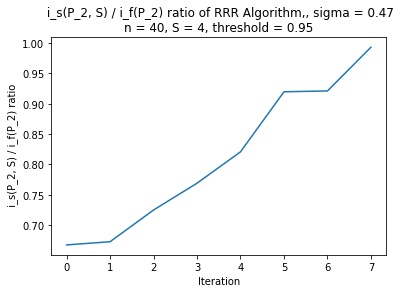 i_s(P_2, S) / i_f(P_2) ratio of RRR Algorithm,, sigma = 0.47
n = 40, S = 4, threshold = 0.95
i_s(P_2, S) / i_f(P_2) ratio
1.00
0.95
0.90
0.85
0.80
0.75
0.70
0 1 2 3 4 5 6 7
Iteration